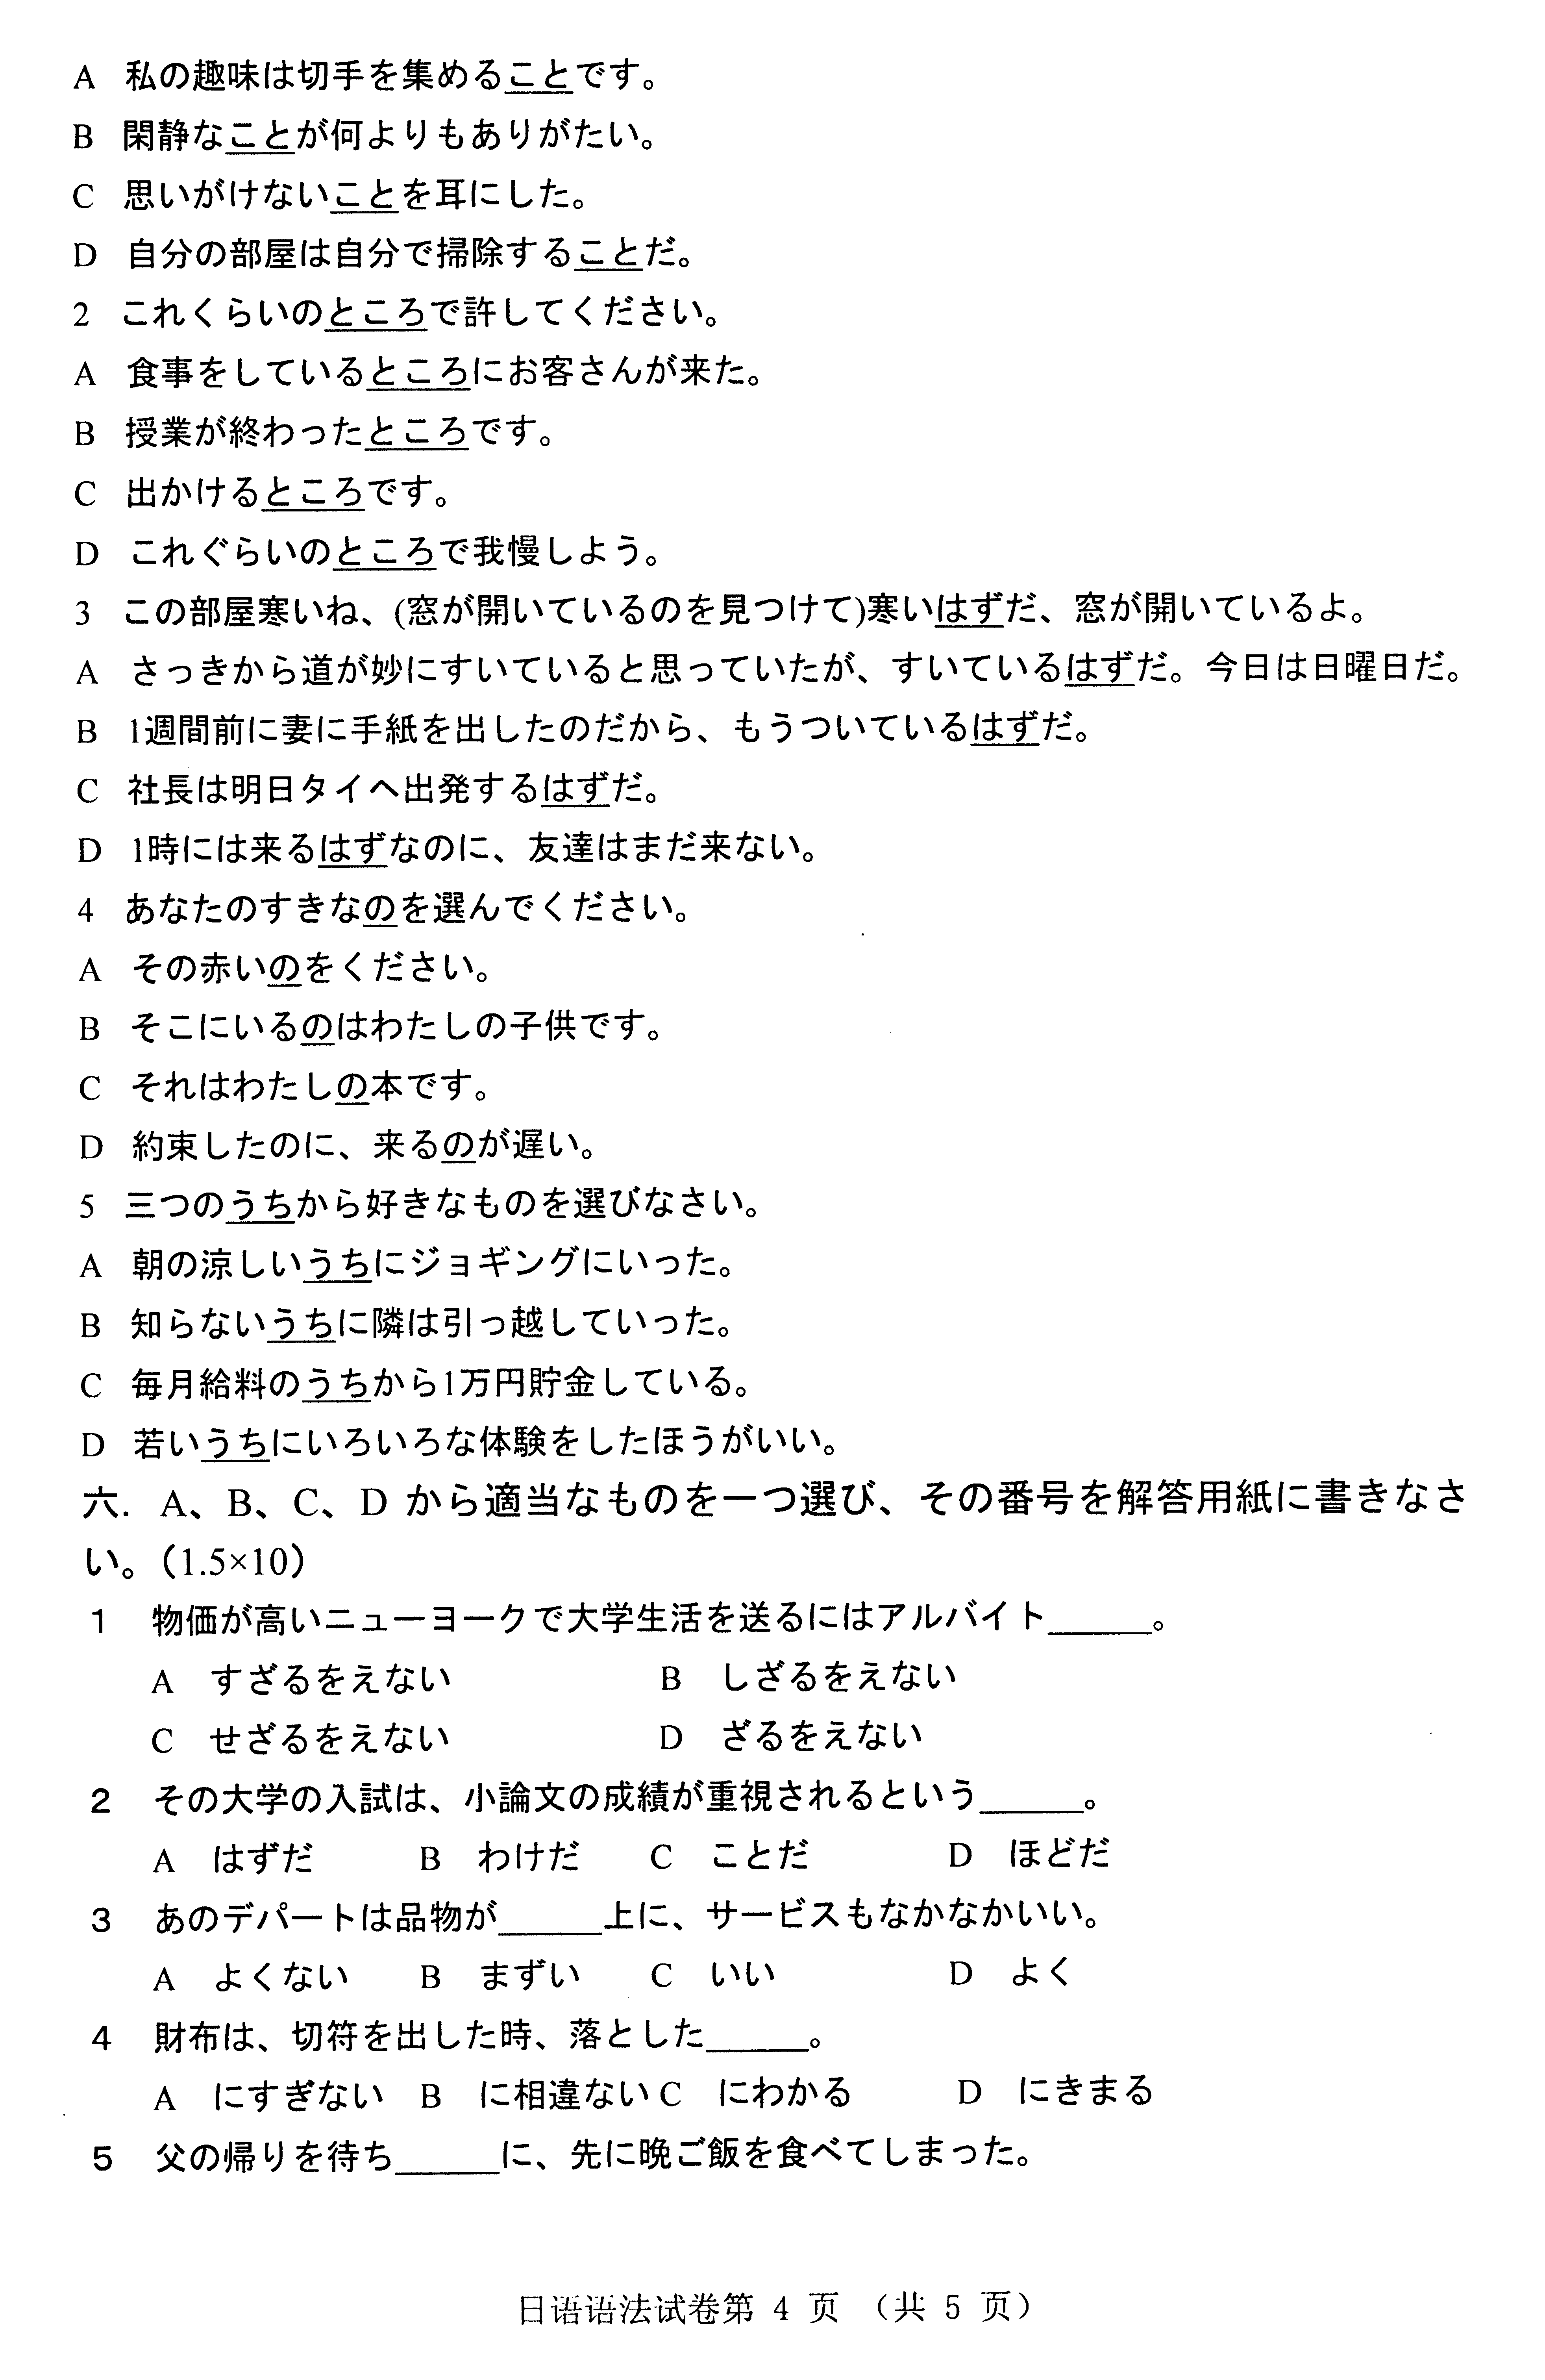 A 私の趣味は切手を集めることです。
B 閑静なことが何よりもありがたい。
C 思いがけないことを耳にした。
D 自分の部屋は自分で掃除することだ。
2 これくらいのところで許してください。
A 食事をしているところにお客さんが来た。
B 授業が終わったところです。
C 出かけるところです。
D これぐらいのところで我慢しよう。
3 この部屋寒いね、(窓が開いているのを見つけて)寒いはずだ、窓が開いているよ。
A さっきから道が妙にすいていると思っていたが、すいているはずだ。今日は日曜日だ。
B 1週間前に妻に手紙を出したのだから、もうついているはずだ。
C 社長は明日タイへ出発するはずだ。
D 1時には来るはずなのに、友達はまだ来ない。
4 あなたのすきなのを選んでください。
A その赤いのをください。
B そこにいるのはわたしの子供です。
C それはわたしの本です。
D 約束したのに、来るのが遅い。
5 三つのうちから好きなものを選びなさい。
A 朝の涼しいうちにジョギングにいった。
B 知らないうちに隣は引っ越していった。
C 毎月給料のうちから1万円貯金している。
D 若いうちにいろいろな体験をしたほうがいい。
六. A、B、C、D から適当なものを一つ選び、その番号を解答用紙に書きなさ
い。（1.5×10）
1 物価が高いニューヨークで大学生活を送るにはアルバイト______。
A すざるをえない B しざるをえない
C せざるをえない D ざるをえない
2 その大学の入試は、小論文の成績が重視されるという______。
A はずだ B わけだ C ことだ D ほどだ
3 あのデパートは品物が______上に、サービスもなかなかいい。
A よくない B まずい C いい D よく
4 財布は、切符を出した時、落とした______。
A にすぎない B に相違ない C にわかる D にきまる
5 父の帰りを待ち______に、先に晩ご飯を食べてしまった。
日语语法试卷第 4 页 （共 5 页）